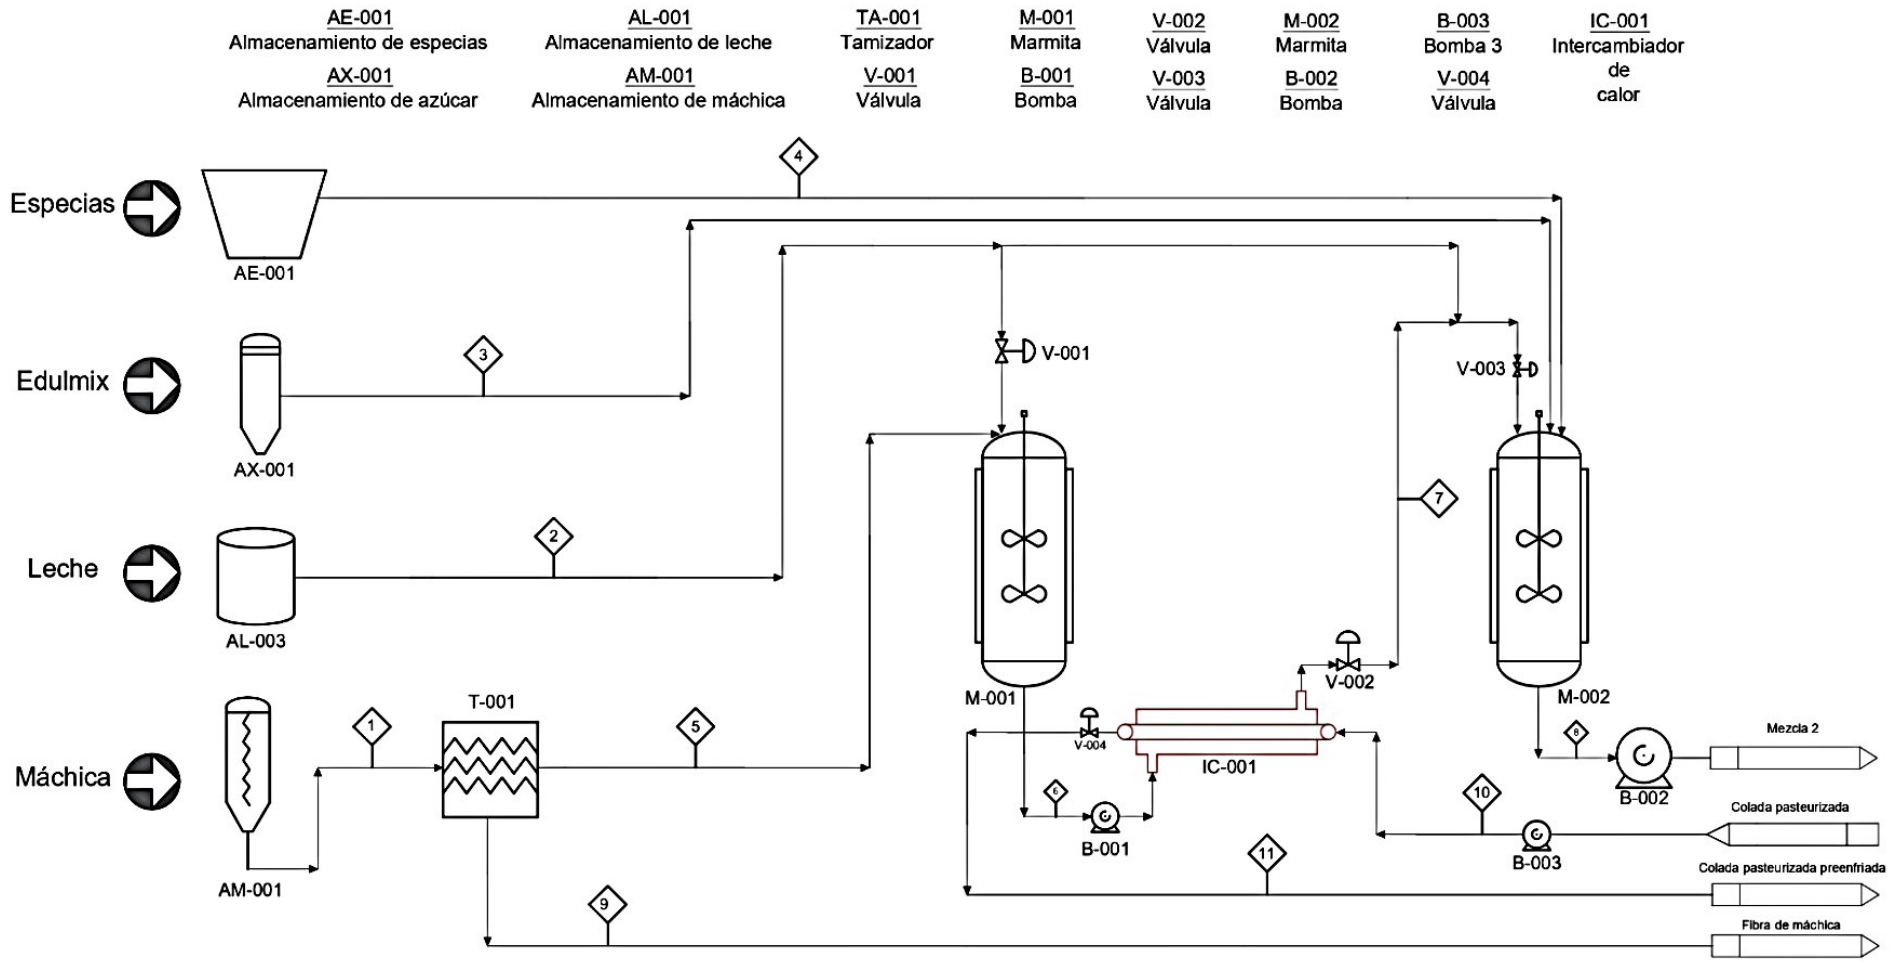 AE-001
Almacenamiento de especias
AL-001
Almacenamiento de leche
TA-001
Tamizador
M-001
Marmita
V-002
Válvula
M-002
Marmita
B-003
Bomba 3
IC-001
Intercambiador
de
calor
AX-001
Almacenamiento de azúcar
AM-001
Almacenamiento de máchica
V-001
Válvula
B-001
Bomba
V-003
Válvula
B-002
Bomba
V-004
Válvula
4
Especias
AE-001
3
V-001
V-003
Edulmix
AX-001
7
2
Leche
AL-003
V-002
M-001
M-002
T-001
1
5
V-004
8
Mezcla 2
IC-001
Máchica
6
10
B-002
Colada pasteurizada
B-001
B-003
11
Colada pasteurizada preenfriada
AM-001
9
Fibra de máchica